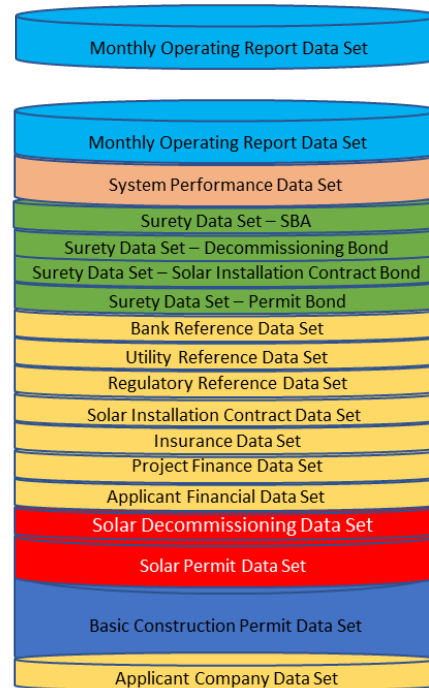 Monthly Operating Report Data Set
Monthly Operating Report Data Set
System Performance Data Set
Surety Data Set – SBA
Surety Data Set – Decommissioning Bond
Surety Data Set – Solar Installation Contract Bond
Surety Data Set – Permit Bond
Bank Reference Data Set
Utility Reference Data Set
Regulatory Reference Data Set
Solar Installation Contract Data Set
Insurance Data Set
Project Finance Data Set
Applicant Financial Data Set
Solar Decommissioning Data Set
Solar Permit Data Set
Basic Construction Permit Data Set
Applicant Company Data Set